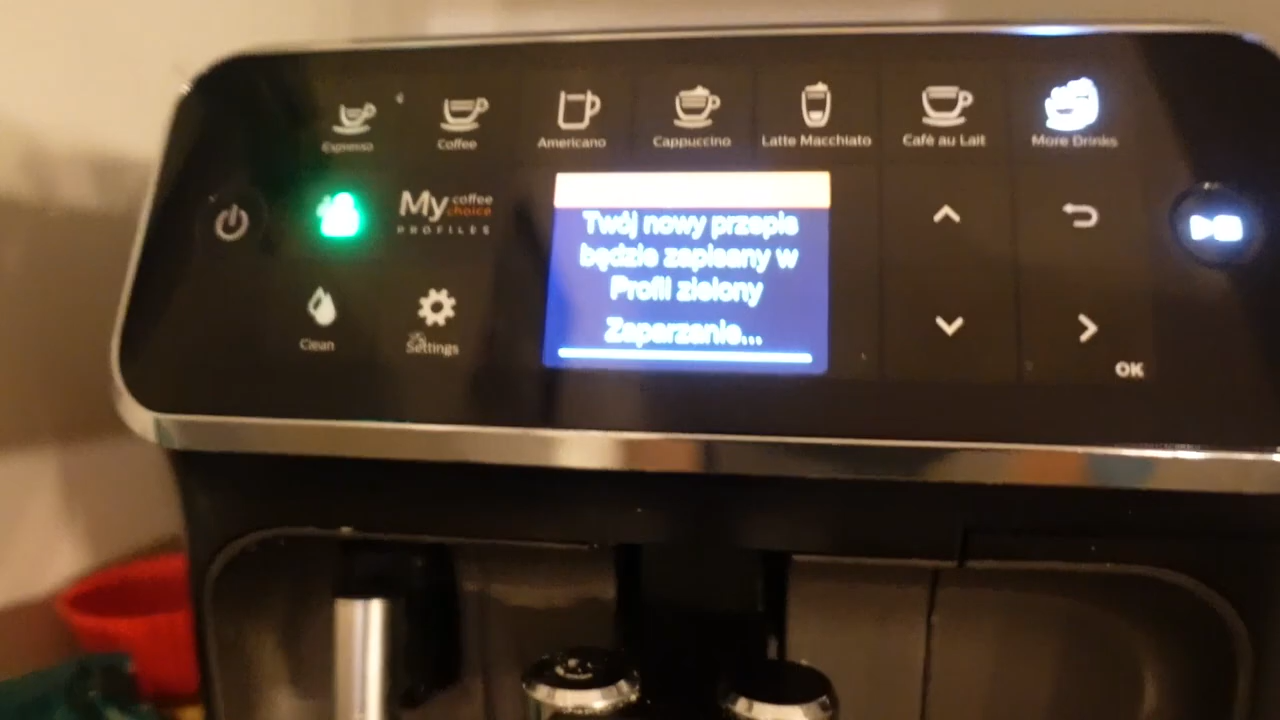 Espresso
Coffee
Americano
Cappuccino
Latte Macchiato
Café au Lait
More Drinks
My coffee choice
PROFILES
Twój nowy przepis
będzie zapisany w
Profil zielony
Zaparzanie...
Clean
Settings
OK